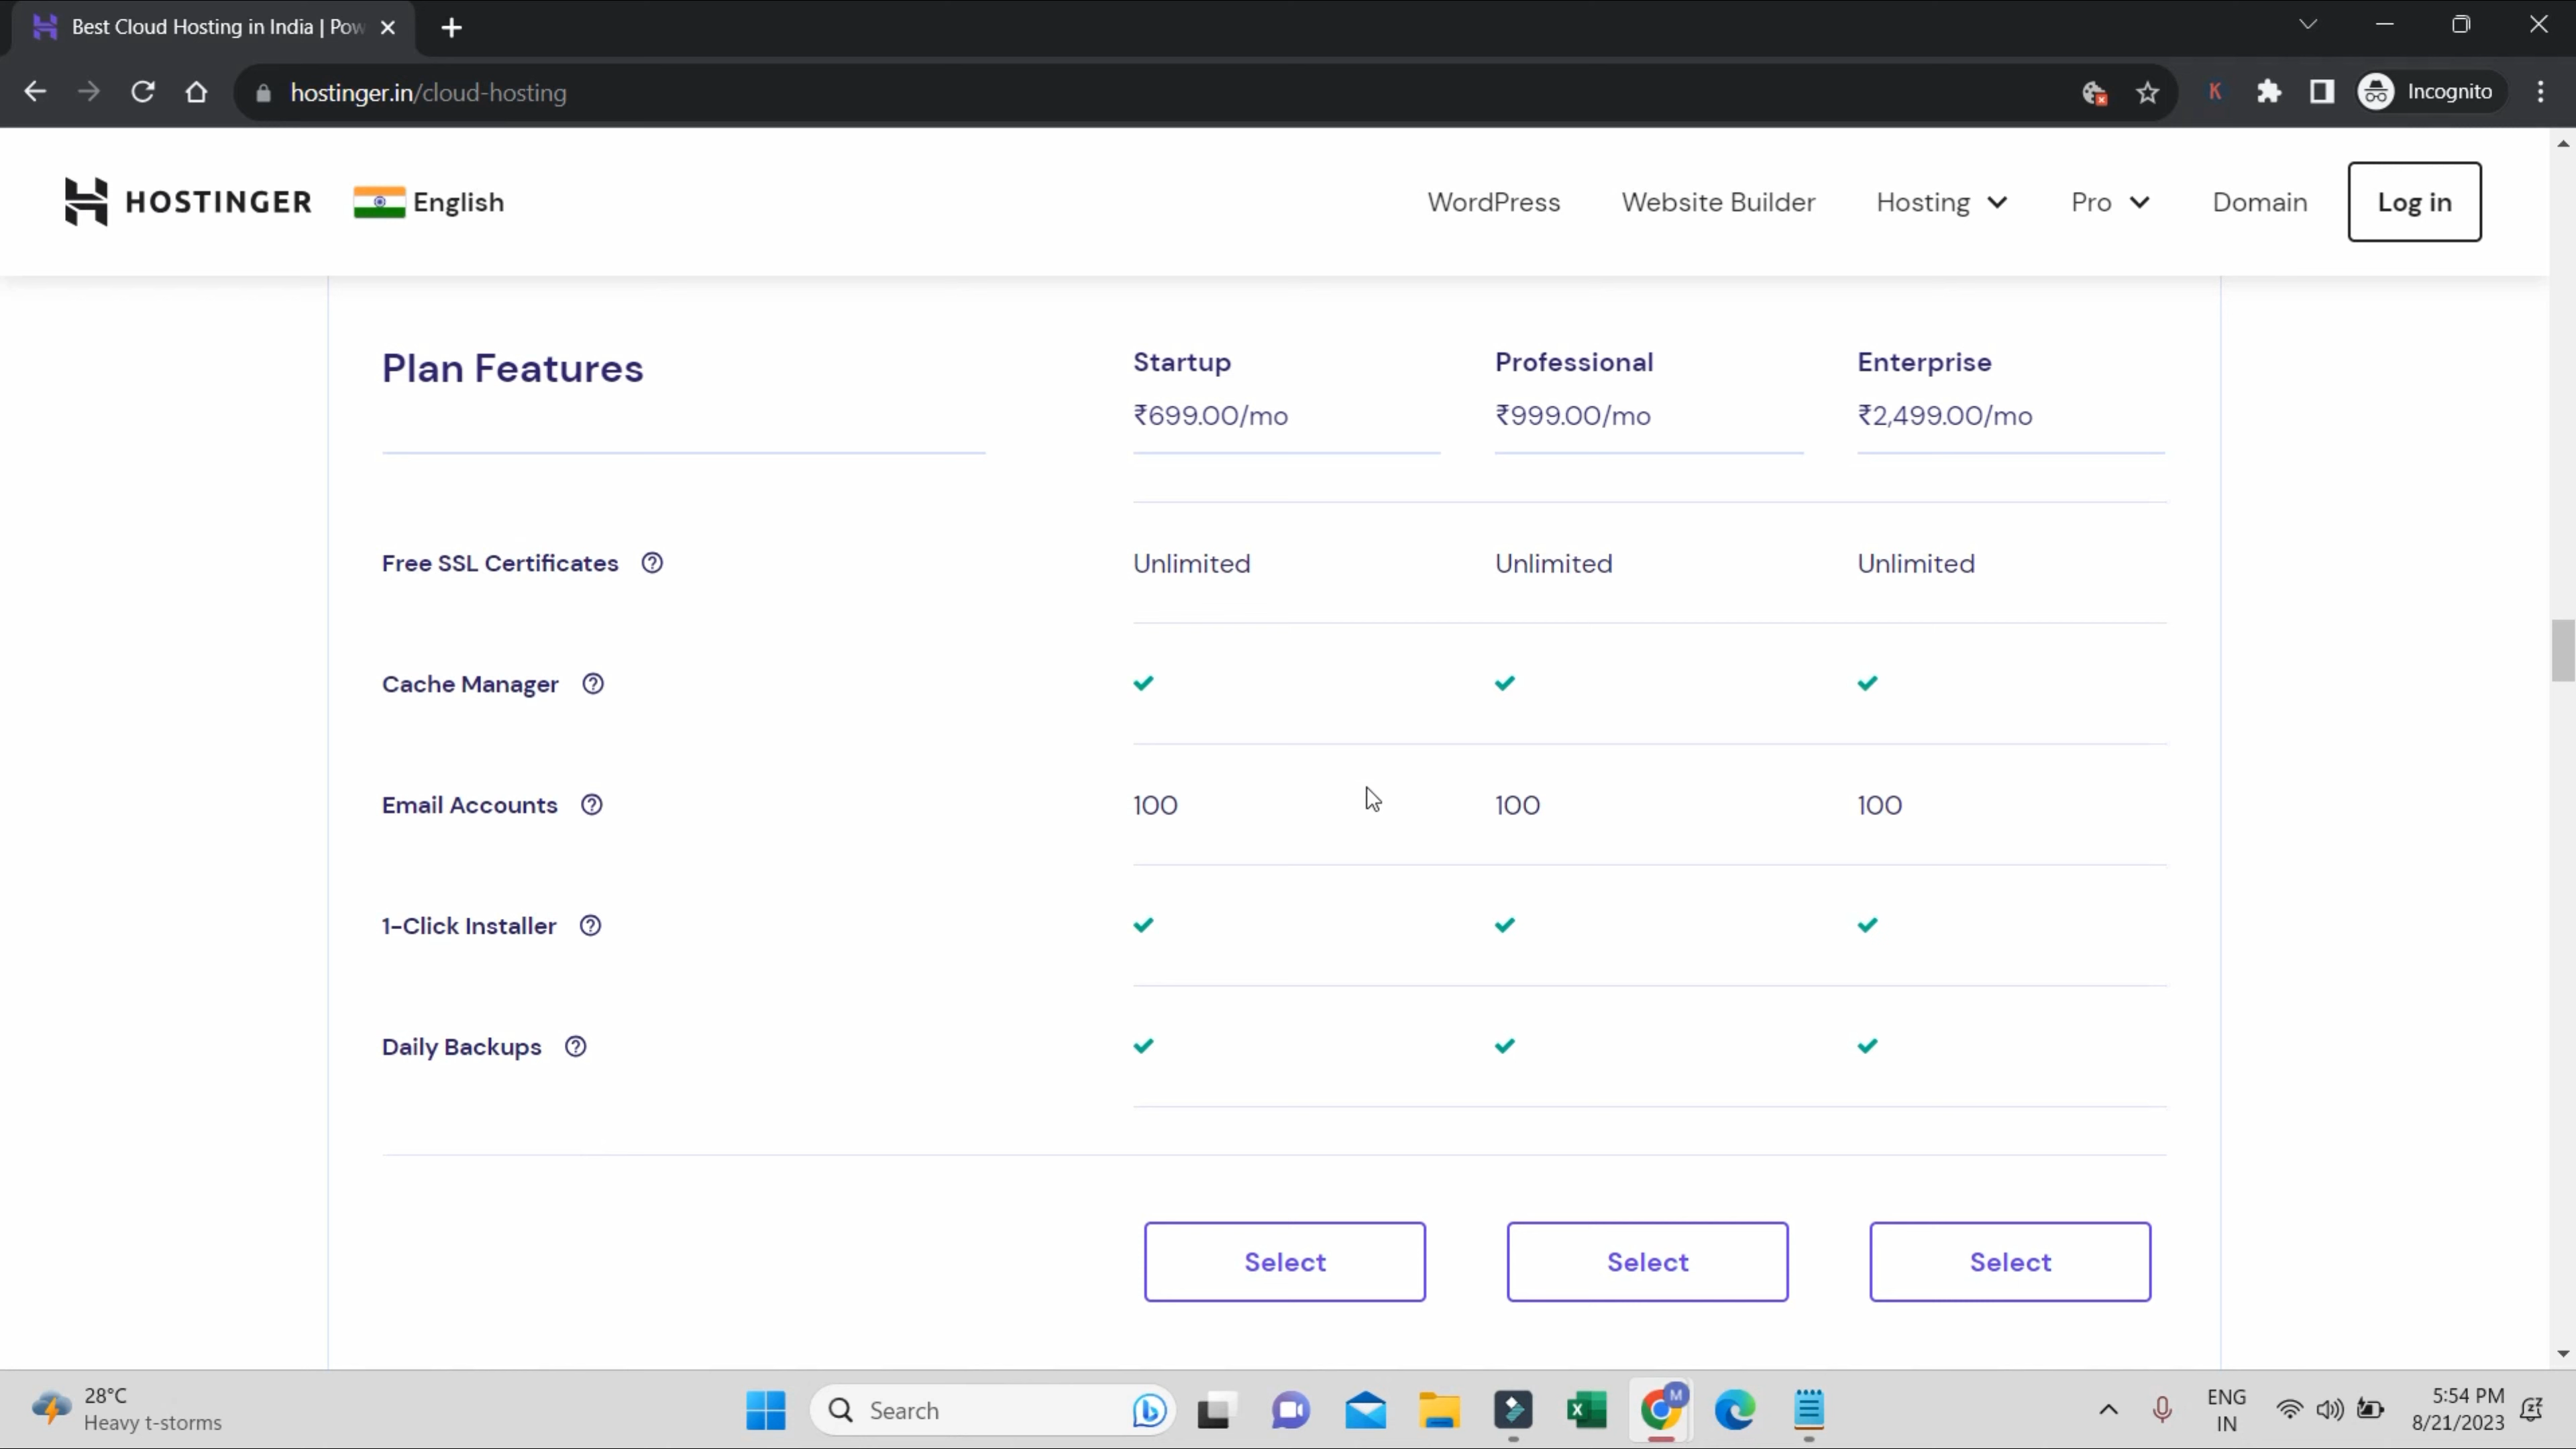 Best Cloud Hosting in India | Pow
hostinger.in/cloud-hosting
K
Incognito
HOSTINGER
English
WordPress
Website Builder
Hosting
Pro
Domain
Log in
Plan Features
Startup
Professional
Enterprise
₹699.00/mo
₹999.00/mo
₹2,499.00/mo
Free SSL Certificates
Unlimited
Unlimited
Unlimited
Cache Manager
Email Accounts
100
100
100
1-Click Installer
Daily Backups
Select
Select
Select
28°C
Heavy t-storms
Search
M
ENG
IN
5:54 PM
8/21/2023